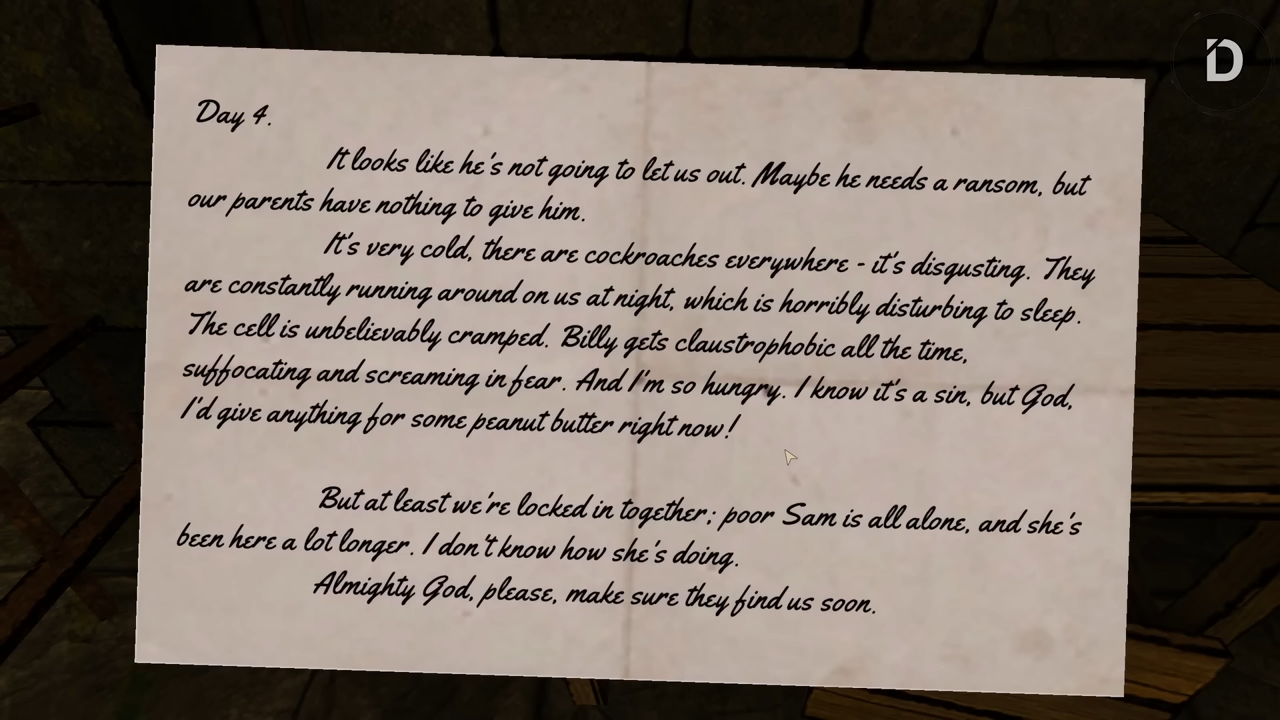 Day 4.
It looks like he's not going to let us out. Maybe he needs a ransom, but
our parents have nothing to give him.
It's very cold, there are cockroaches everywhere - it's disgusting. They
are constantly running around on us at night, which is horribly disturbing to sleep.
The cell is unbelievably cramped. Billy gets claustrophobic all the time,
suffocating and screaming in fear. And I'm so hungry. I know it's a sin, but God,
I'd give anything for some peanut butter right now!
But at least we're locked in together; poor Sam is all alone, and she's
been here a lot longer. I don't know how she's doing.
Almighty God, please, make sure they find us soon.